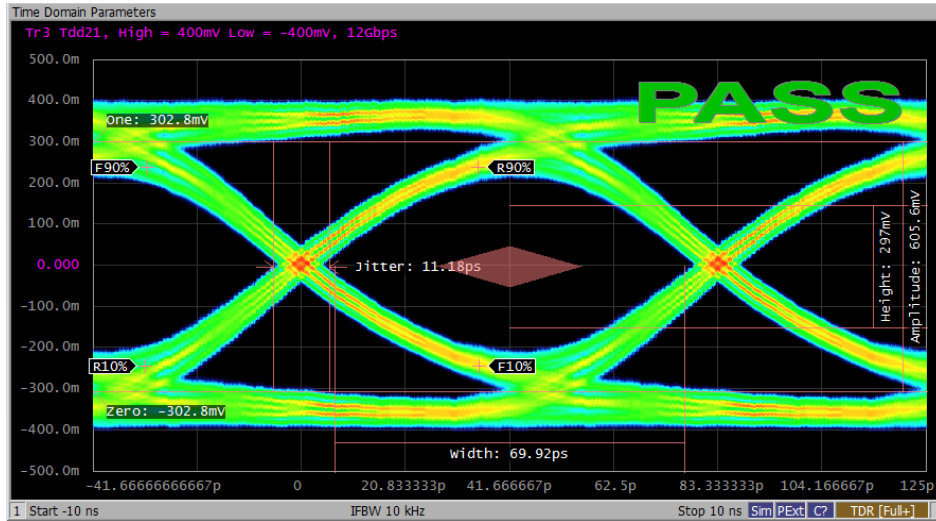 Time Domain Parameters
Tr3 Tdd21, High = 400mV Low = -400mV, 12Gbps
500.0m
PASS
400.0m
One: 302.8mV
300.0m
F90%
R90%
200.0m
100.0m
0.000
Jitter: 11.18ps
Height: 297mV
Amplitude: 605.6mV
-100.0m
-200.0m
R10%
F10%
-300.0m
Zero: -302.8mV
-400.0m
Width: 69.92ps
-500.0m
-41.66666666667p 0 20.833333p 41.666667p 62.5p 83.333333p 104.166667p 125p
1 Start -10 ns IFBW 10 kHz Stop 10 ns Sim PExt C? TDR [Full+]